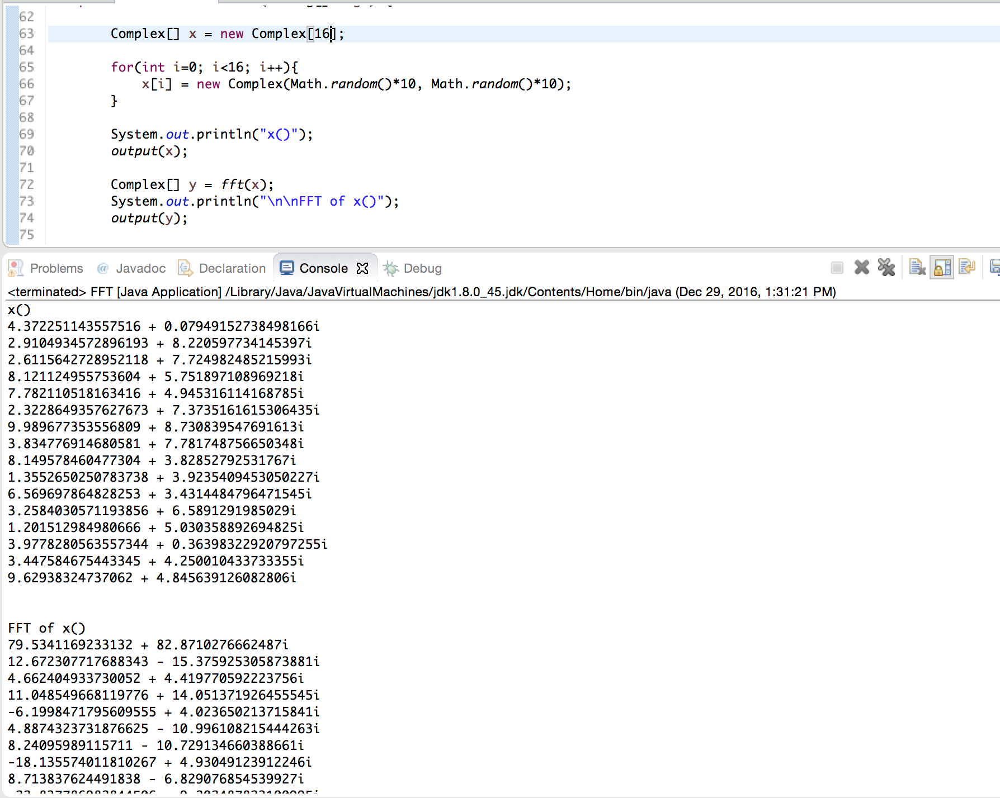 62
63 Complex[] x = new Complex[16];
64
65 for(int i=0; i<16; i++){
66 x[i] = new Complex(Math.random()*10, Math.random()*10);
67 }
68
69 System.out.println("x()");
70 output(x);
71
72 Complex[] y = fft(x);
73 System.out.println("\n\nFFT of x()");
74 output(y);
75
Problems @ Javadoc Declaration Console Debug
<terminated> FFT [Java Application] /Library/Java/JavaVirtualMachines/jdk1.8.0_45.jdk/Contents/Home/bin/java (Dec 29, 2016, 1:31:21 PM)
x()
4.372251143557516 + 0.07949152738498166i
2.9104934572896193 + 8.220597734145397i
2.6115642728952118 + 7.724982485215993i
8.121124955753604 + 5.751897108969218i
7.782110518163416 + 4.945316114168785i
2.3228649357627673 + 7.3735161615306435i
9.989677353556809 + 8.730839547691613i
3.834776914680581 + 7.781748756650348i
8.149578460477304 + 3.82852792531767i
1.3552650250783738 + 3.9235409453050227i
6.569697864828253 + 3.4314484796471545i
3.2584030571193856 + 6.5891291985029i
1.201512984980666 + 5.030358892694825i
3.9778280563557344 + 0.36398322920797255i
3.447584675443345 + 4.250010433733355i
9.62938324737062 + 4.845639126082806i
FFT of x()
79.5341169233132 + 82.8710276662487i
12.672307717688343 - 15.375925305873881i
4.662404933730052 + 4.419770592223756i
11.048549668119776 + 14.051371926455545i
-6.1998471795609555 + 4.023650213715841i
4.8874323731876625 - 10.996108215444263i
8.24095989115711 - 10.729134660388661i
-18.135574011810267 + 4.93049123912246i
8.713837624491838 - 6.829076854539927i